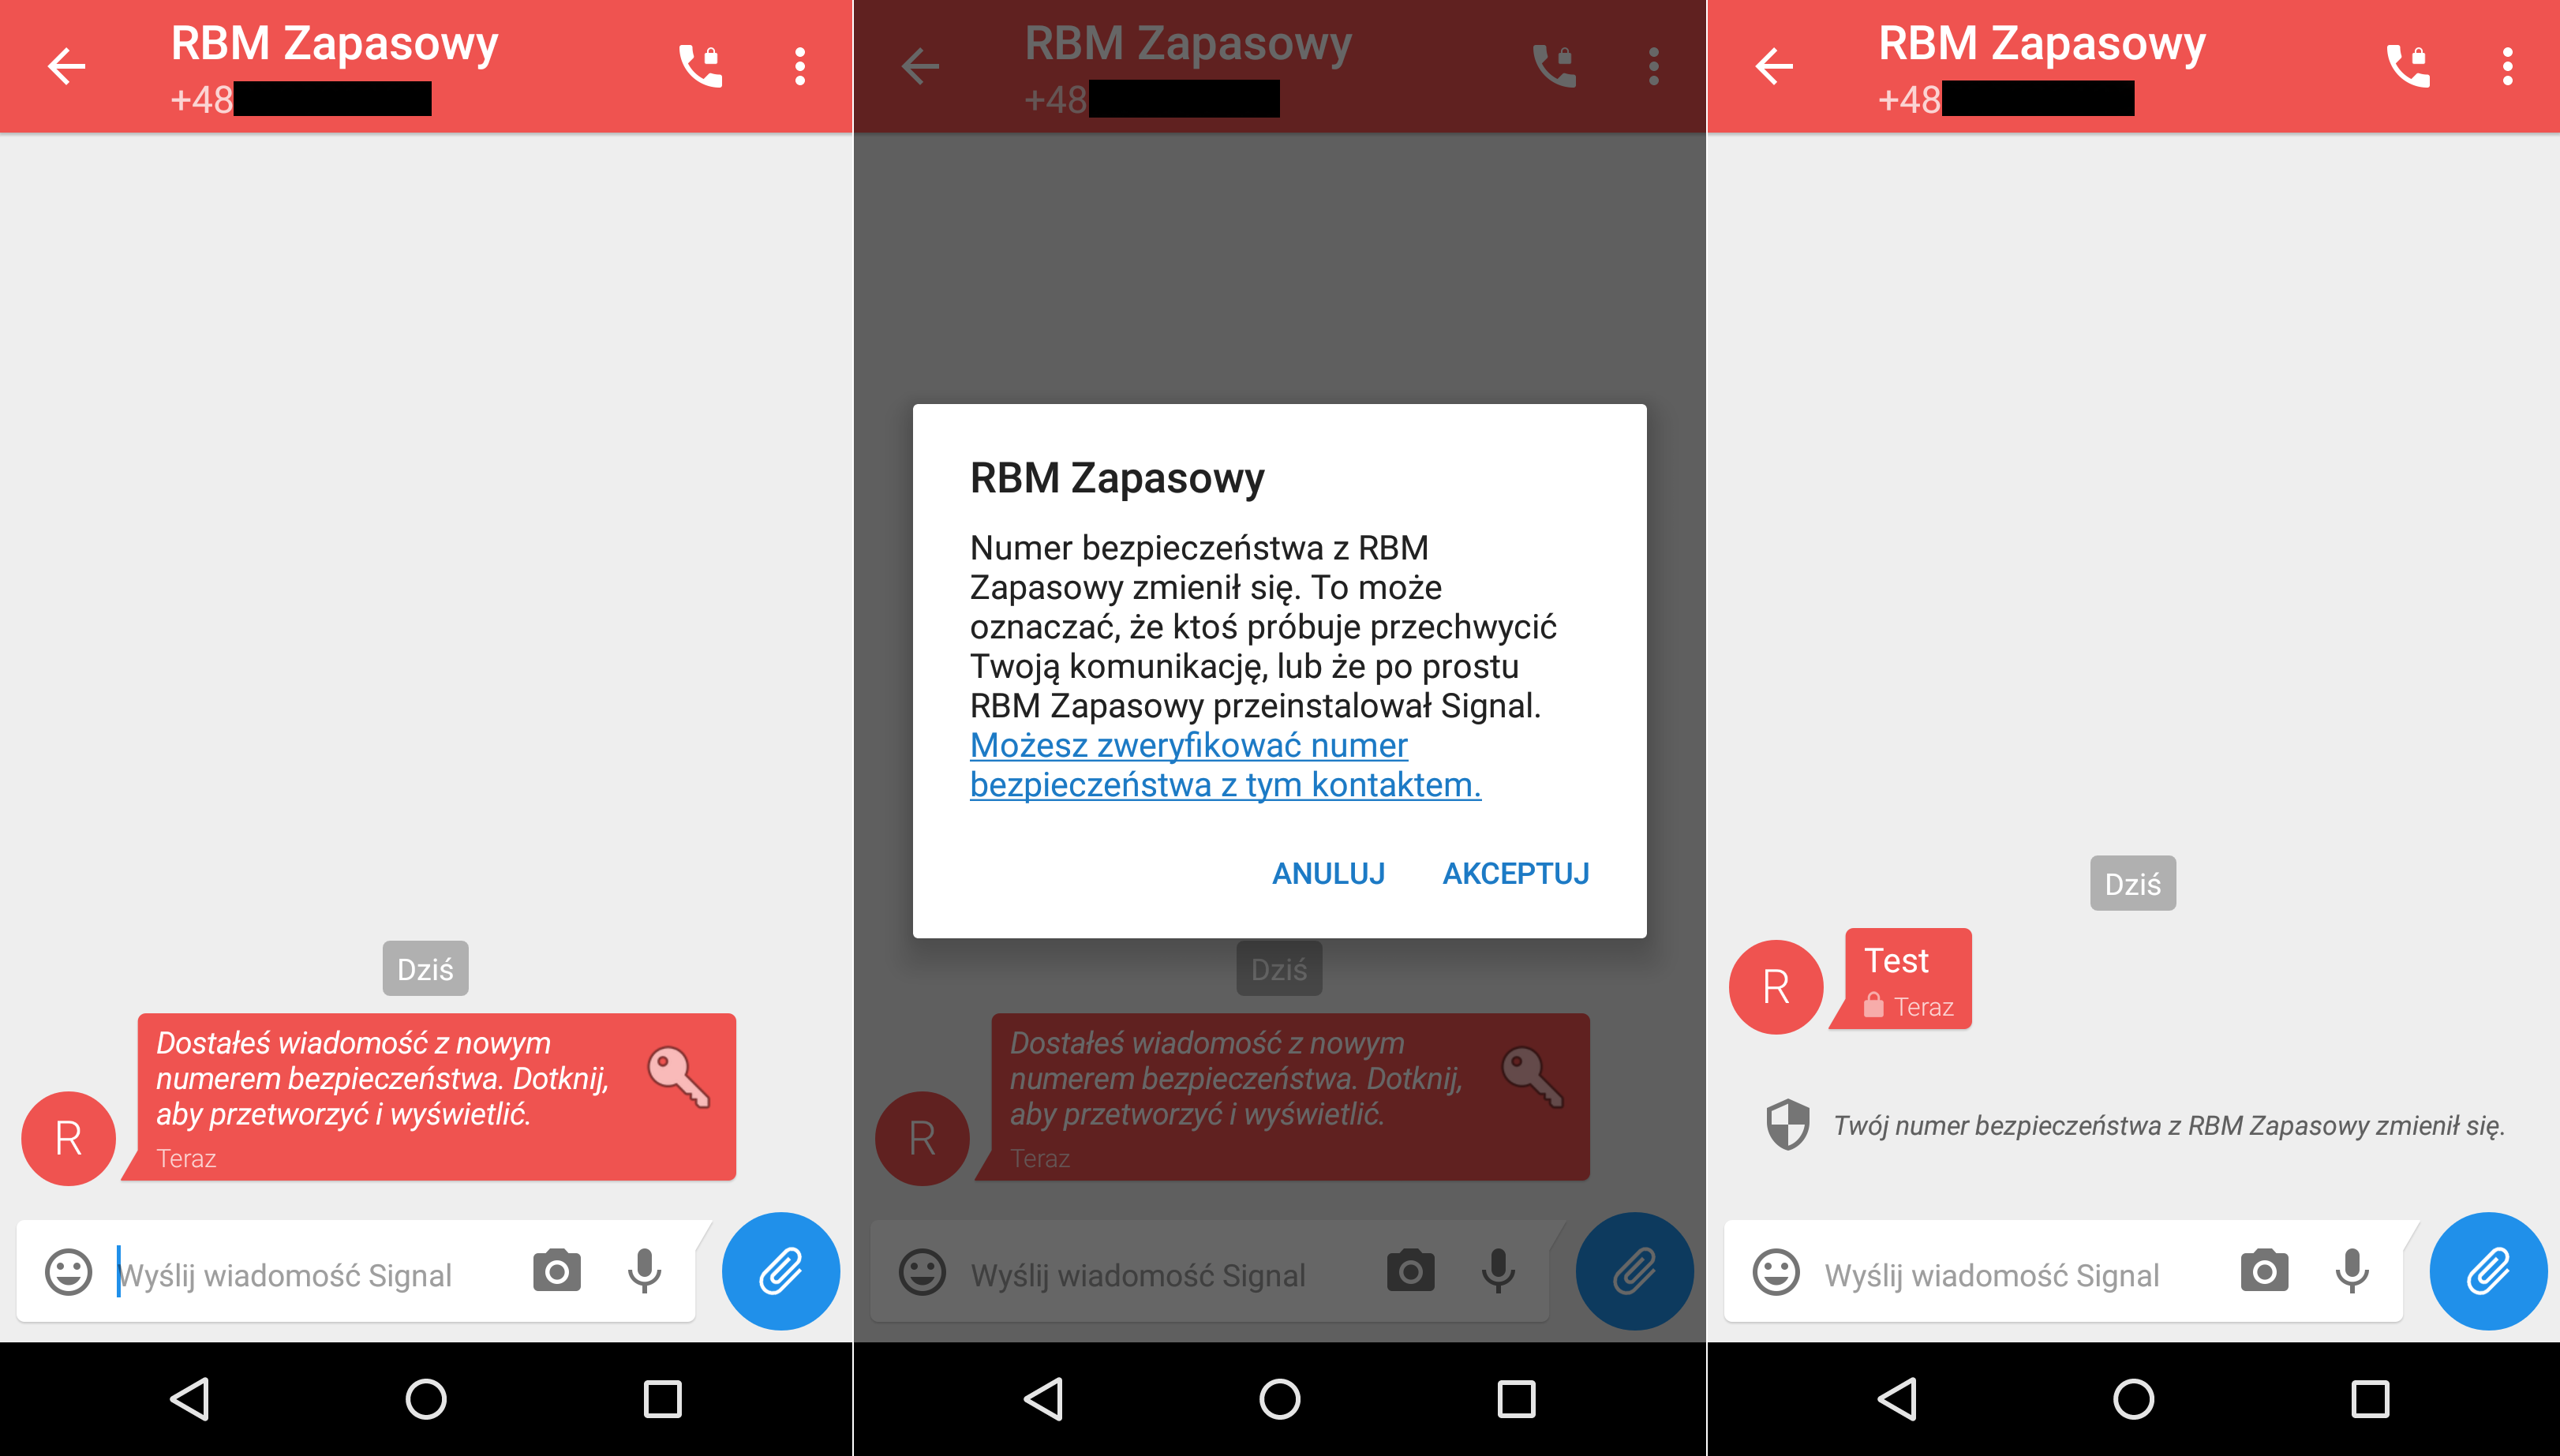 RBM Zapasowy
+48
Dziś
Dostałeś wiadomość z nowym
numerem bezpieczeństwa. Dotknij,
aby przetworzyć i wyświetlić.
Teraz
R
Wyślij wiadomość Signal
RBM Zapasowy
+48
RBM Zapasowy
Numer bezpieczeństwa z RBM
Zapasowy zmienił się. To może
oznaczać, że ktoś próbuje przechwycić
Twoją komunikację, lub że po prostu
RBM Zapasowy przeinstalował Signal.
Możesz zweryfikować numer
bezpieczeństwa z tym kontaktem.
ANULUJ AKCEPTUJ
Dziś
Dostałeś wiadomość z nowym
numerem bezpieczeństwa. Dotknij,
aby przetworzyć i wyświetlić.
Teraz
R
Wyślij wiadomość Signal
RBM Zapasowy
+48
Dziś
R
Test
Teraz
Twój numer bezpieczeństwa z RBM Zapasowy zmienił się.
Wyślij wiadomość Signal